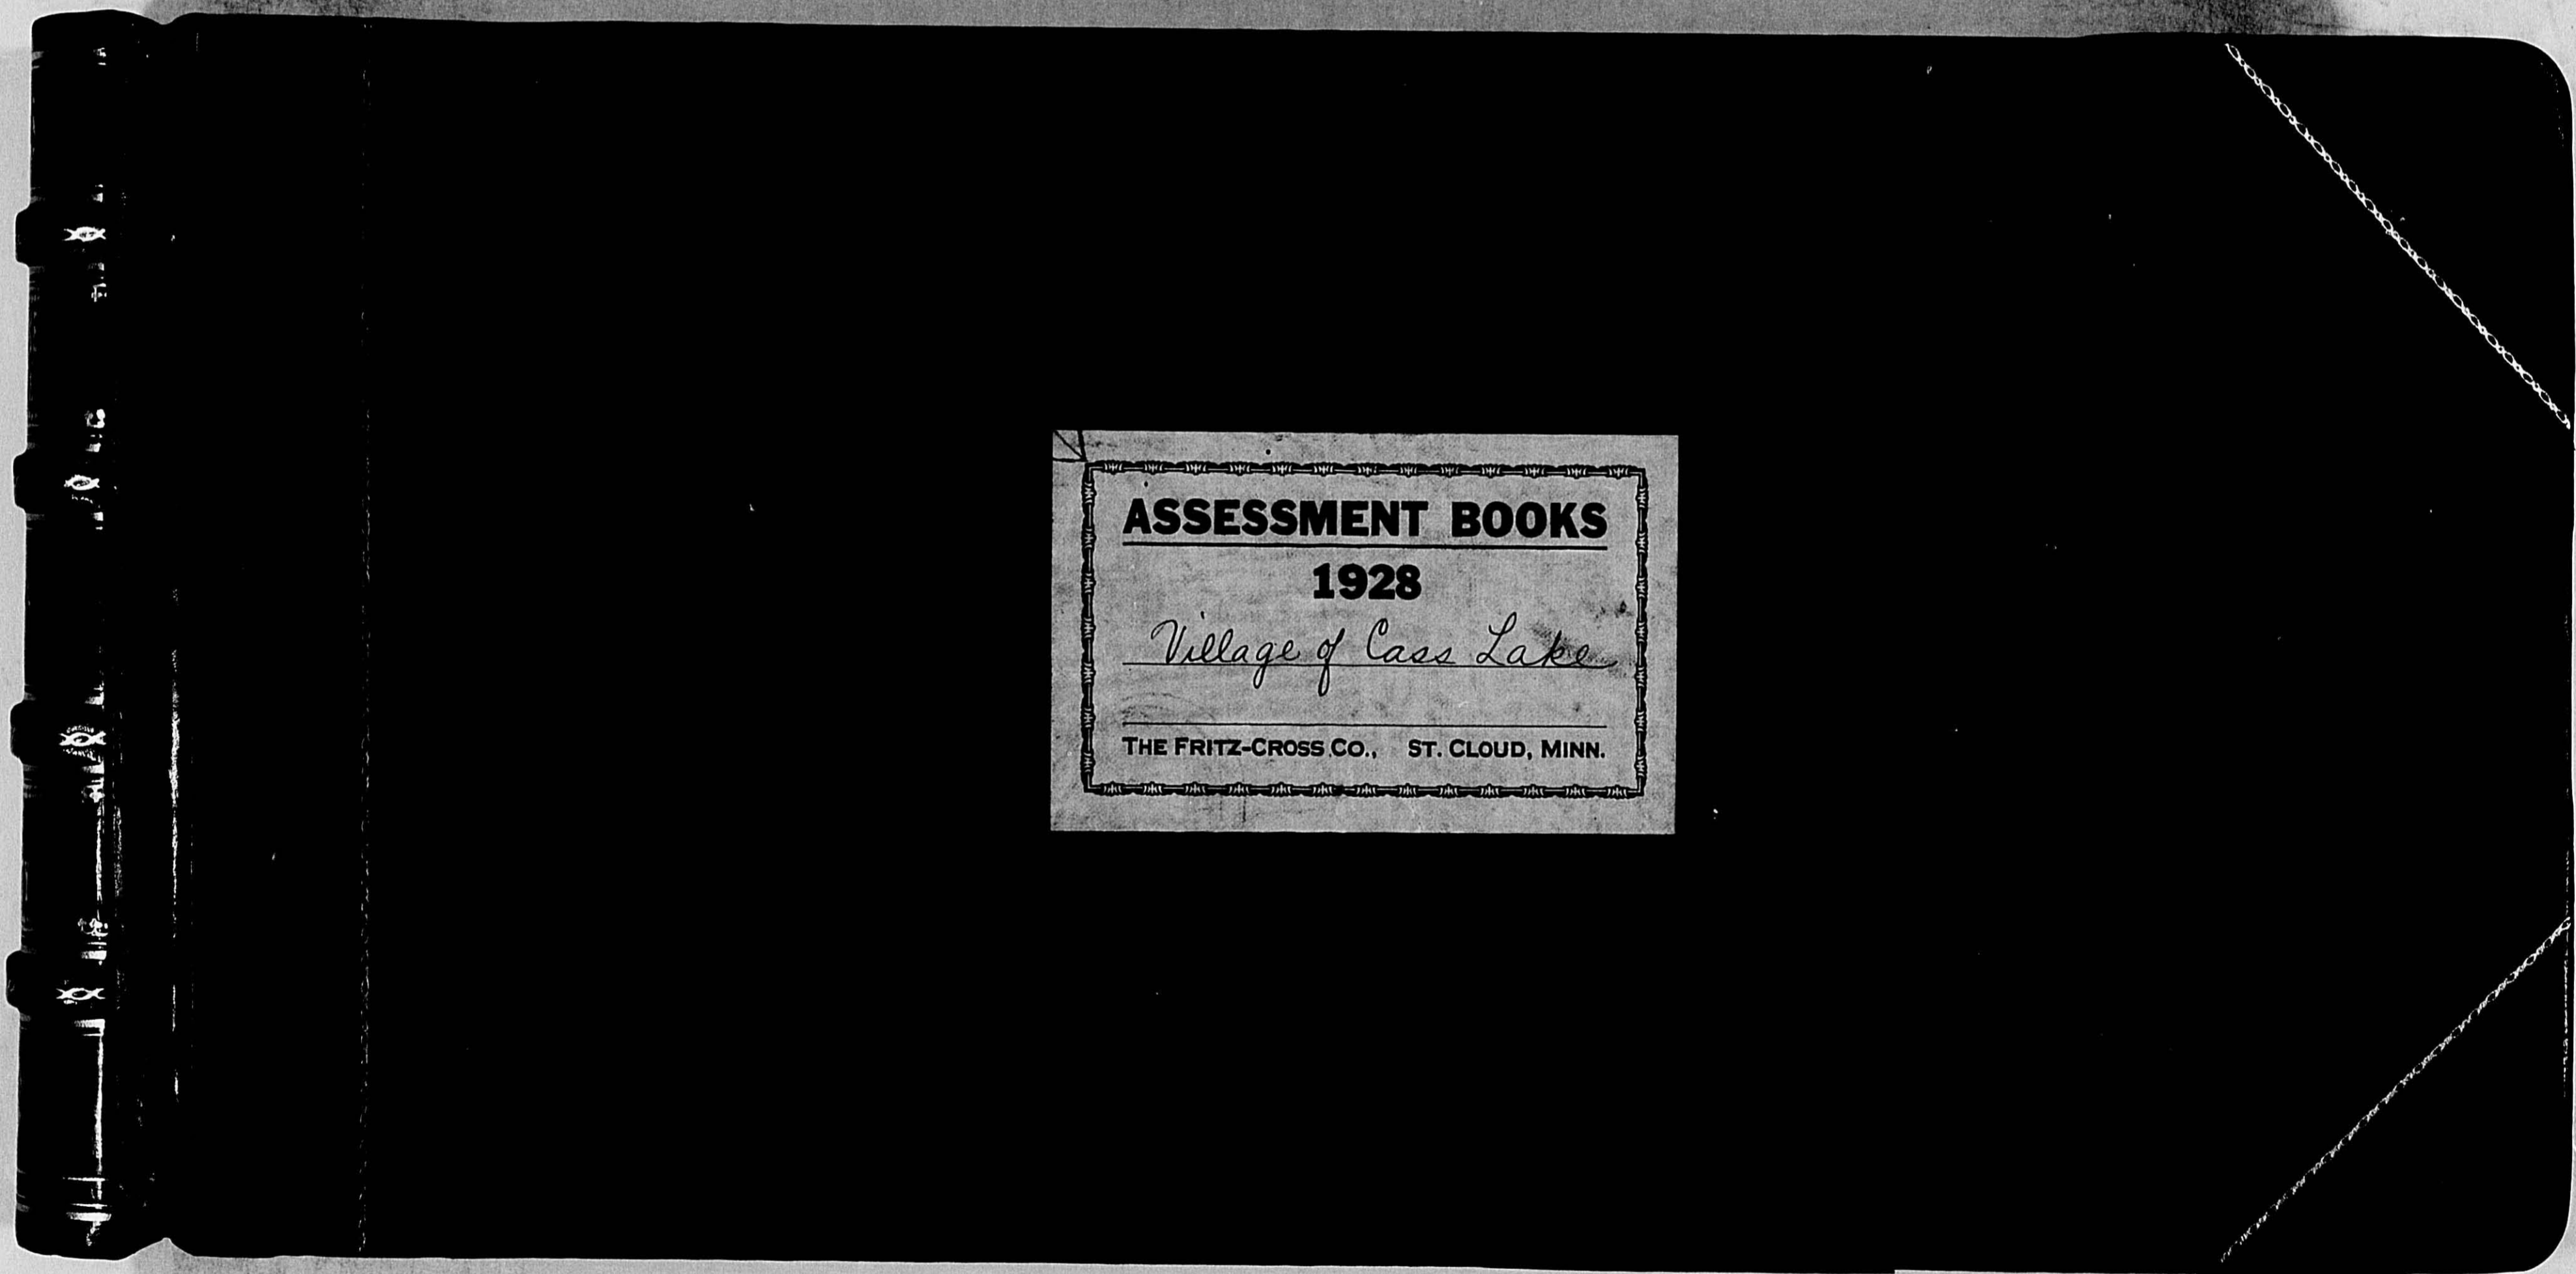 ASSESSMENT BOOKS
1928
Village of Cass Lake
THE FRITZ-CROSS CO., ST. CLOUD, MINN.